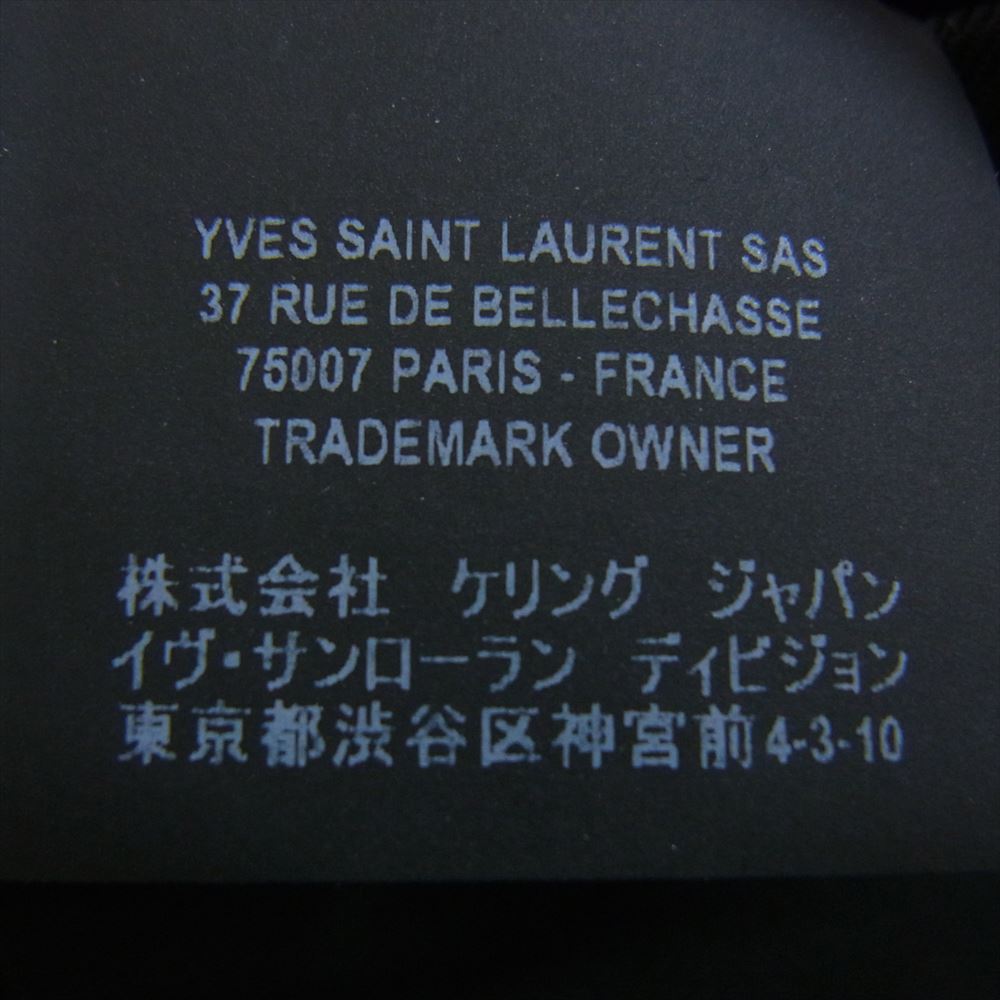 YVES SAINT LAURENT SAS
37 RUE DE BELLECHASSE
75007 PARIS - FRANCE
TRADEMARK OWNER
株式会社 ケリング ジャパン
イヴ・サンローラン ディビジョン
東京都渋谷区神宮前4-3-10